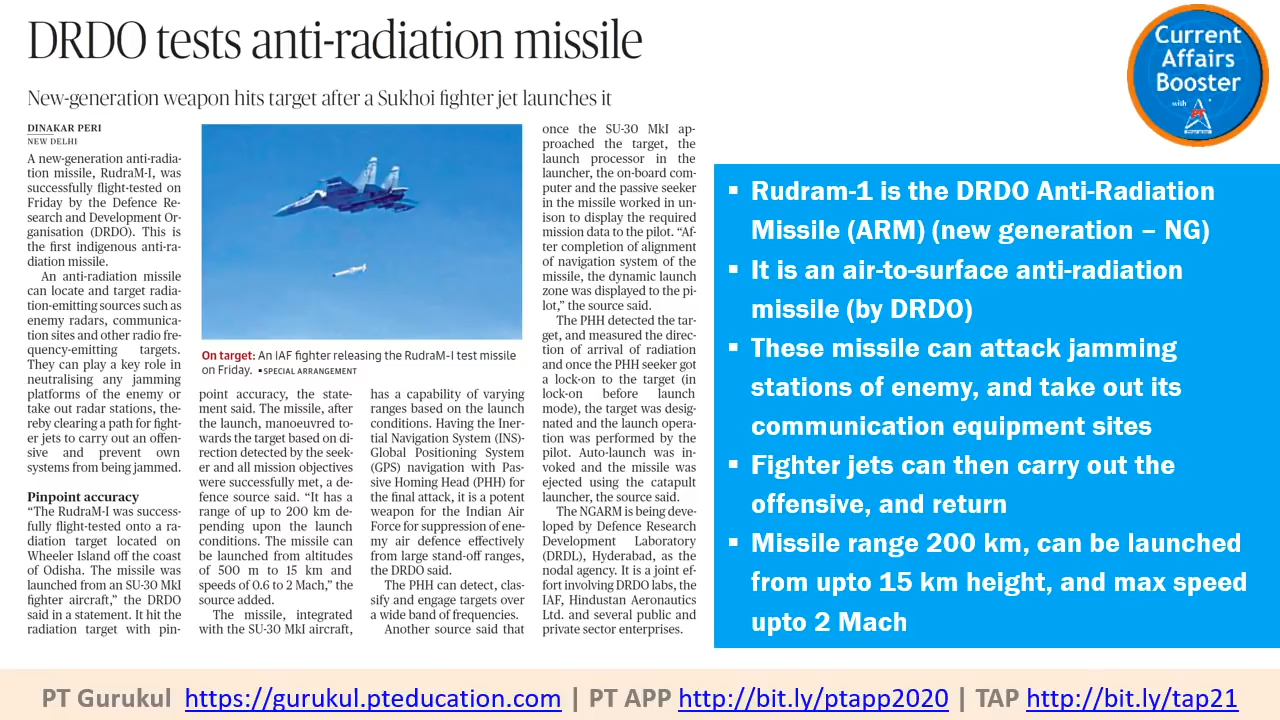 DRDO tests anti-radiation missile
New-generation weapon hits target after a Sukhoi fighter jet launches it
DINAKAR PERI
NEW DELHI
A new-generation anti-radia-
tion missile, RudraM-I, was
successfully flight-tested on
Friday by the Defence Re-
search and Development Or-
ganisation (DRDO). This is
the first indigenous anti-ra-
diation missile.
An anti-radiation missile
can locate and target radia-
tion-emitting sources such as
enemy radars, communica-
tion sites and other radio fre-
quency-emitting targets.
They can play a key role in
neutralising any jamming
platforms of the enemy or
take out radar stations, the-
reby clearing a path for fight-
er jets to carry out an offen-
sive and prevent own
systems from being jammed.
Pinpoint accuracy
“The RudraM-I was success-
fully flight-tested onto a ra-
diation target located on
Wheeler Island off the coast
of Odisha. The missile was
launched from an SU-30 MkI
fighter aircraft,” the DRDO
said in a statement. It hit the
radiation target with pin-
On target: An IAF fighter releasing the RudraM-I test missile
on Friday. ▪SPECIAL ARRANGEMENT
point accuracy, the state-
ment said. The missile, after
the launch, manoeuvred to-
wards the target based on di-
rection detected by the seek-
er and all mission objectives
were successfully met, a de-
fence source said. “It has a
range of up to 200 km de-
pending upon the launch
conditions. The missile can
be launched from altitudes
of 500 m to 15 km and
speeds of 0.6 to 2 Mach,” the
source added.
The missile, integrated
with the SU-30 MkI aircraft,
has a capability of varying
ranges based on the launch
conditions. Having the Iner-
tial Navigation System (INS)-
Global Positioning System
(GPS) navigation with Pas-
sive Homing Head (PHH) for
the final attack, it is a potent
weapon for the Indian Air
Force for suppression of ene-
my air defence effectively
from large stand-off ranges,
the DRDO said.
The PHH can detect, clas-
sify and engage targets over
a wide band of frequencies.
Another source said that
once the SU-30 MkI ap-
proached the target, the
launch processor in the
launcher, the on-board com-
puter and the passive seeker
in the missile worked in un-
ison to display the required
mission data to the pilot. “Af-
ter completion of alignment
of navigation system of the
missile, the dynamic launch
zone was displayed to the pi-
lot,” the source said.
The PHH detected the tar-
get, and measured the direc-
tion of arrival of radiation
and once the PHH seeker got
a lock-on to the target (in
lock-on before launch
mode), the target was desig-
nated and the launch opera-
tion was performed by the
pilot. Auto-launch was in-
voked and the missile was
ejected using the catapult
launcher, the source said.
The NGARM is being deve-
loped by Defence Research
Development Laboratory
(DRDL), Hyderabad, as the
nodal agency. It is a joint ef-
fort involving DRDO labs, the
IAF, Hindustan Aeronautics
Ltd. and several public and
private sector enterprises.
Current
Affairs
Booster
with
PT
▪ Rudram-1 is the DRDO Anti-Radiation
Missile (ARM) (new generation – NG)
▪ It is an air-to-surface anti-radiation
missile (by DRDO)
▪ These missile can attack jamming
stations of enemy, and take out its
communication equipment sites
▪ Fighter jets can then carry out the
offensive, and return
▪ Missile range 200 km, can be launched
from upto 15 km height, and max speed
upto 2 Mach
PT Gurukul https://gurukul.pteducation.com | PT APP http://bit.ly/ptapp2020 | TAP http://bit.ly/tap21